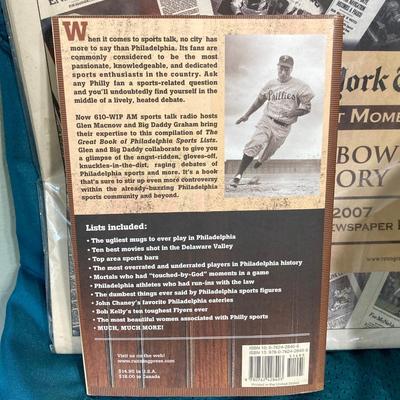 When it comes to sports talk, no city has
more to say than Philadelphia. Its fans are
commonly considered to be the most
passionate, knowledgeable, and dedicated
sports enthusiasts in the country. Ask
any Philly fan a sports-related question
and you'll undoubtedly find yourself in the
middle of a lively, heated debate.
Now 610-WIP AM sports talk radio hosts
Glen Macnow and Big Daddy Graham bring
their expertise to this compilation of The
Great Book of Philadelphia Sports Lists.
Glen and Big Daddy collaborate to give you
a glimpse of the angst-ridden, gloves-off,
knuckles-in-the-dirt, raging debates of
Philadelphia sports and more. It's a book
that's sure to stir up even more controversy
within the already-buzzing Philadelphia
sports community and beyond.
Phillies
Lists included:
• The ugliest mugs to ever play in Philadelphia
• Ten best movies shot in the Delaware Valley
• Top area sports bars
• The most overrated and underrated players in Philadelphia history
• Mortals who had "touched-by-God" moments in a game
• Philadelphia athletes who had run-ins with the law
• The dumbest things ever said by Philadelphia sports figures
• John Chaney's favorite Philadelphia eateries
• Bob Kelly's ten toughest Flyers ever
• The most beautiful women associated with Philly sports
• MUCH, MUCH MORE!
Visit us on the web!
www.runningpress.com
$14.95 in U.S.A.
$18.00 in Canada
Printed in the United States
York
T MOME
BOW
ORY
2007
EWSPAPER